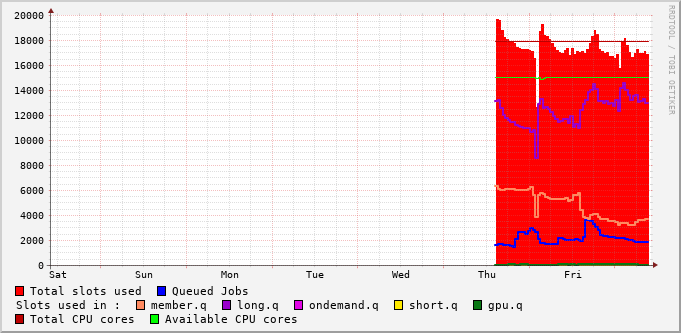 20000
18000
16000
14000
12000
10000
8000
6000
4000
2000
0
Sat Sun Mon Tue Wed Thu Fri
RRDTOOL / TOBI OETIKER
Total slots used Queued Jobs
Slots used in : member.q long.q ondemand.q short.q gpu.q
Total CPU cores Available CPU cores